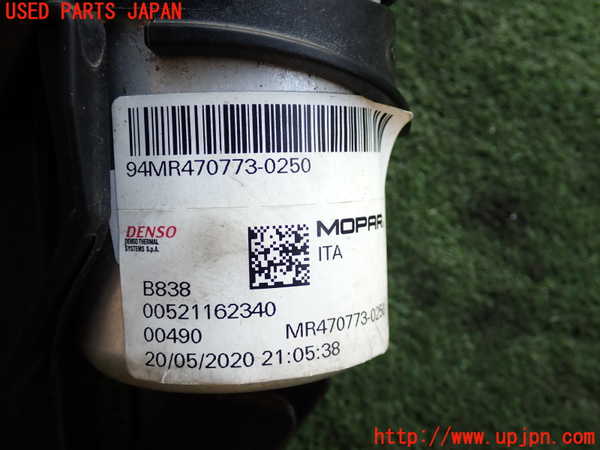 USED PARTS JAPAN
94MR470773-0250
DENSO
DENSO THERMAL
SYSTEMS S.p.A.
MOPAR
ITA
B838
00521162340
00490
MR470773-0250
20/05/2020 21:05:38
http://www.upjpn.com/